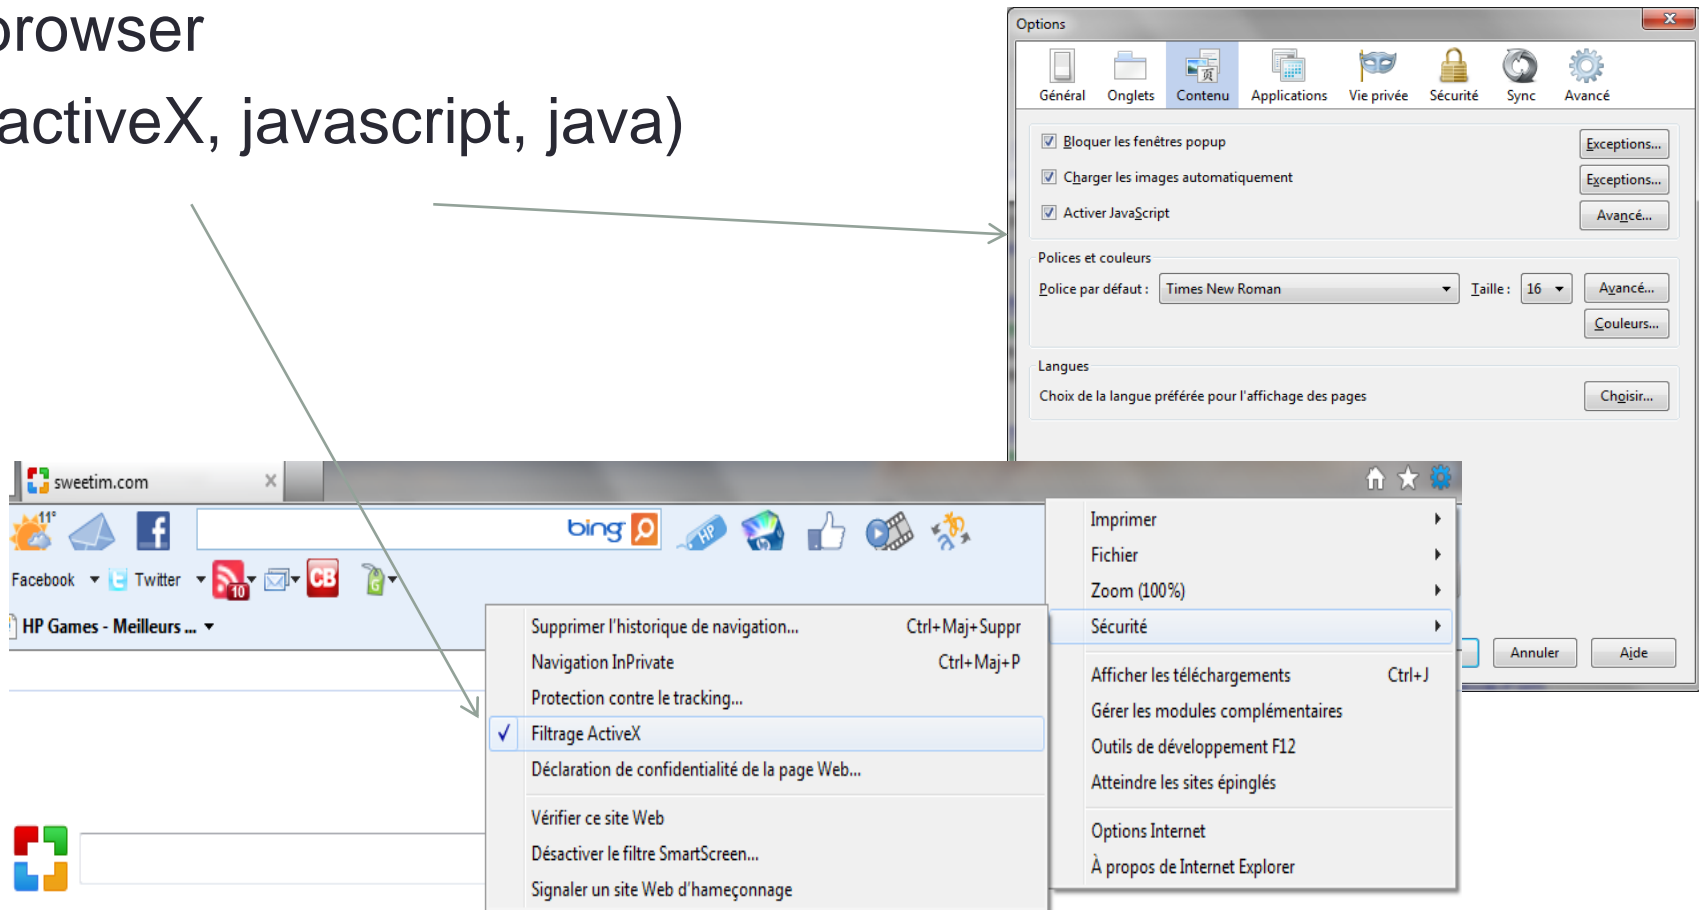 browser
activeX, javascript, java)
Options
Général Onglets Contenu Applications Vie privée Sécurité Sync Avancé
Bloquer les fenêtres popup Exceptions...
Charger les images automatiquement Exceptions...
Activer JavaScript Avancé...
Polices et couleurs
Police par défaut : Times New Roman Taille : 16 Avancé...
Couleurs...
Langues
Choix de la langue préférée pour l'affichage des pages Choisir...
Annuler Aide
sweetim.com
11°
bing
HP
Facebook Twitter 10 CB G
HP Games - Meilleurs ...
Imprimer
Fichier
Zoom (100%)
Sécurité
Afficher les téléchargements Ctrl+J
Gérer les modules complémentaires
Outils de développement F12
Atteindre les sites épinglés
Options Internet
À propos de Internet Explorer
Supprimer l'historique de navigation... Ctrl+Maj+Suppr
Navigation InPrivate Ctrl+Maj+P
Protection contre le tracking...
Filtrage ActiveX
Déclaration de confidentialité de la page Web...
Vérifier ce site Web
Désactiver le filtre SmartScreen...
Signaler un site Web d'hameçonnage